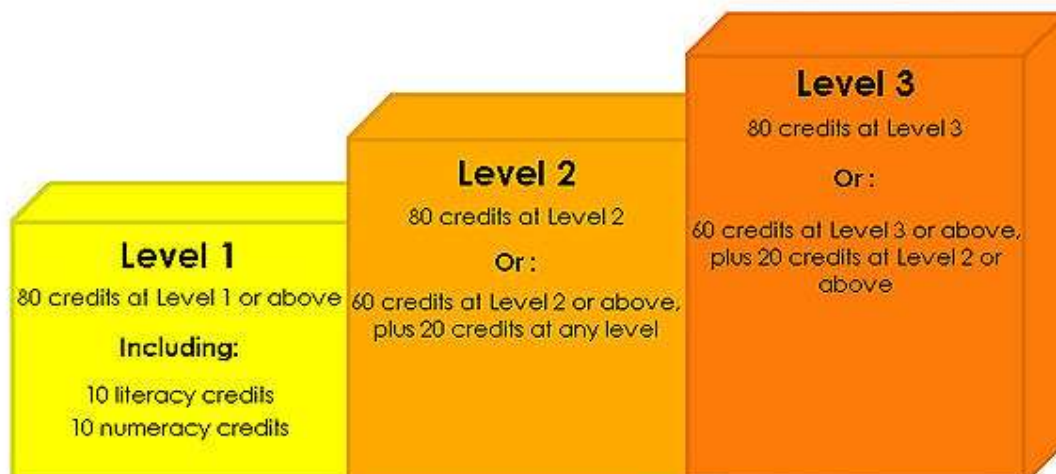 Level 1
80 credits at Level 1 or above
Including:
10 literacy credits
10 numeracy credits
Level 2
80 credits at Level 2
Or :
60 credits at Level 2 or above,
plus 20 credits at any level
Level 3
80 credits at Level 3
Or :
60 credits at Level 3 or above,
plus 20 credits at Level 2 or
above